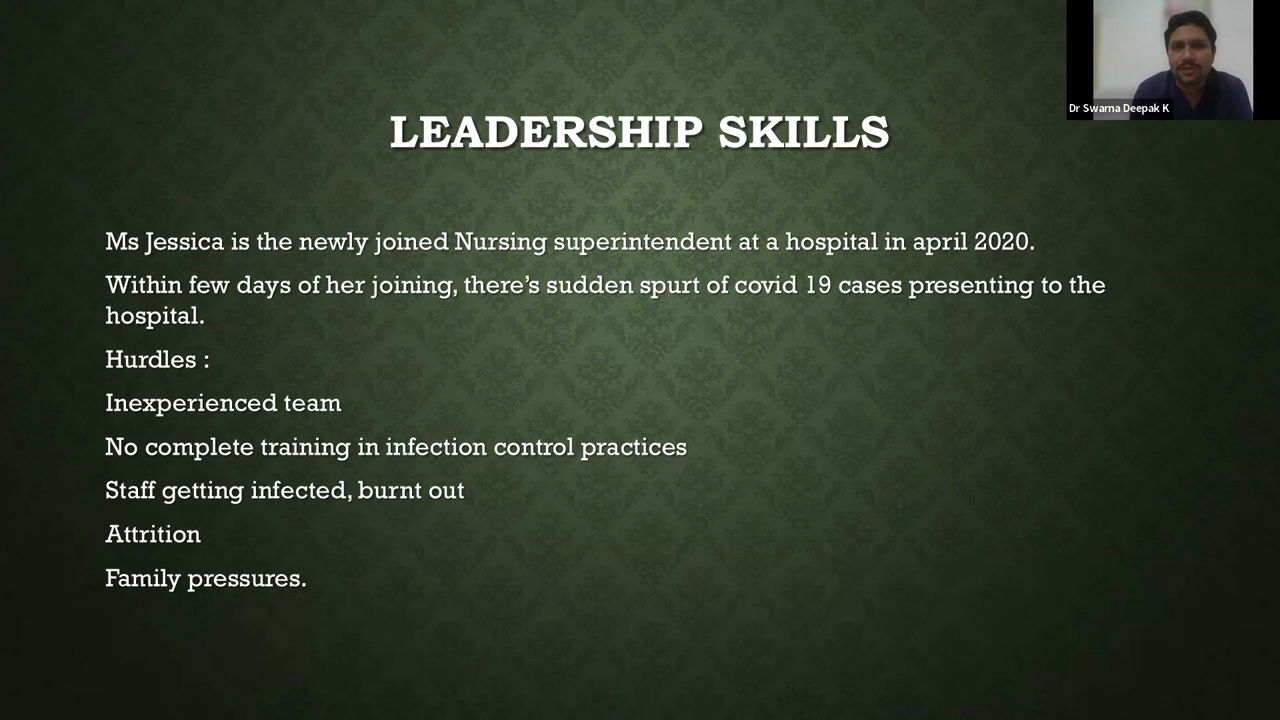 Dr Swarna Deepak K
LEADERSHIP SKILLS
Ms Jessica is the newly joined Nursing superintendent at a hospital in april 2020.
Within few days of her joining, there’s sudden spurt of covid 19 cases presenting to the
hospital.
Hurdles :
Inexperienced team
No complete training in infection control practices
Staff getting infected, burnt out
Attrition
Family pressures.